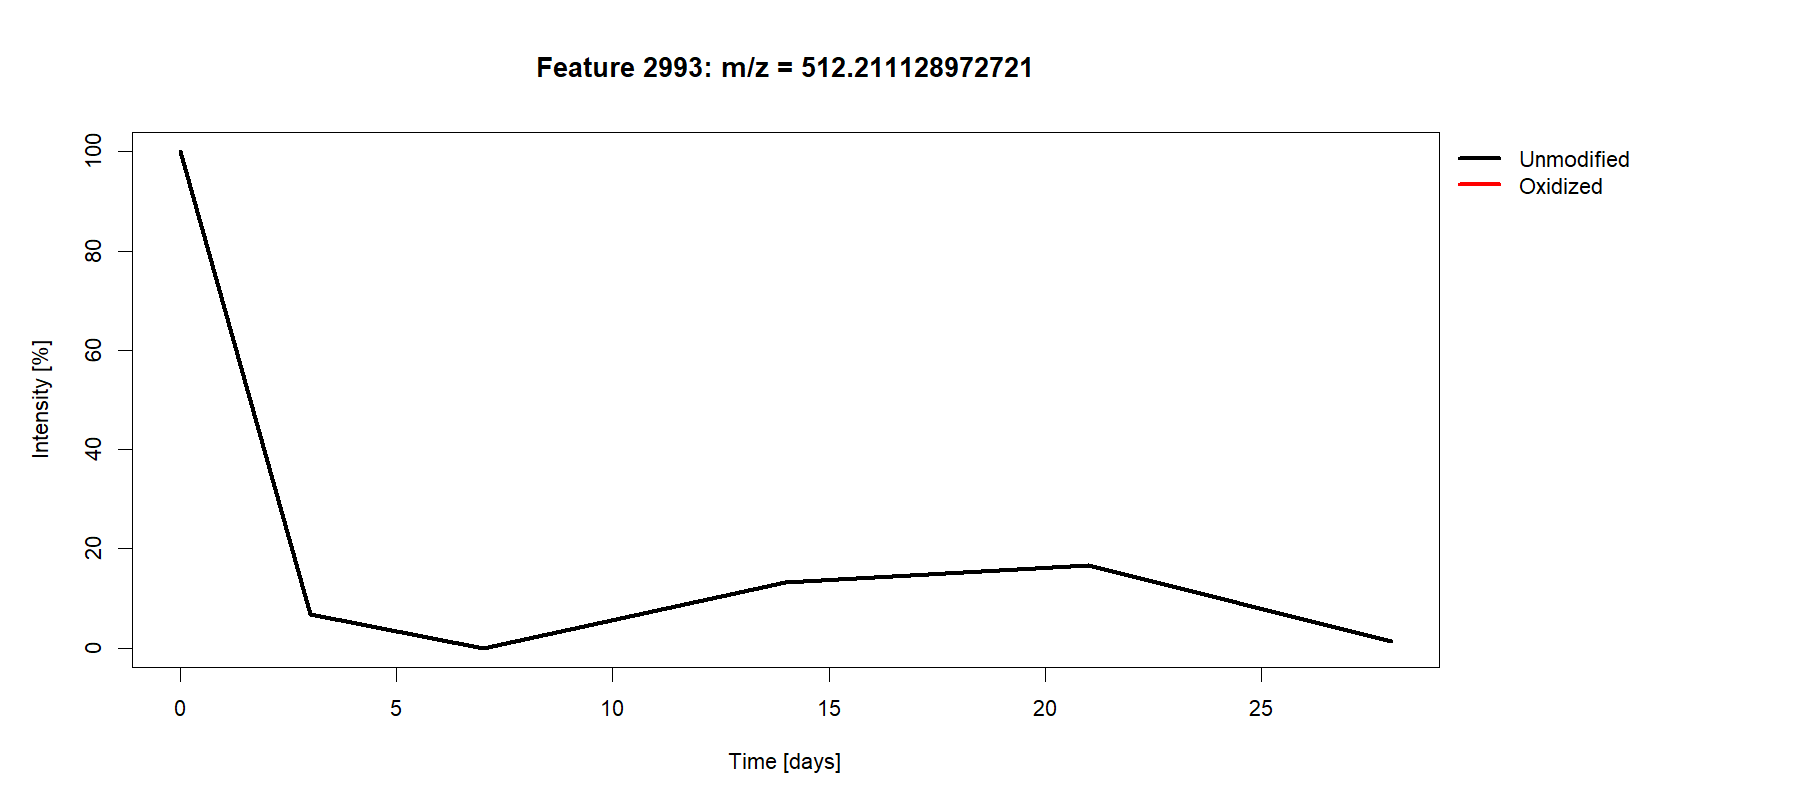 Feature 2993: m/z = 512.211128972721
Unmodified
Oxidized
100
80
60
40
20
0
Intensity [%]
0 5 10 15 20 25
Time [days]